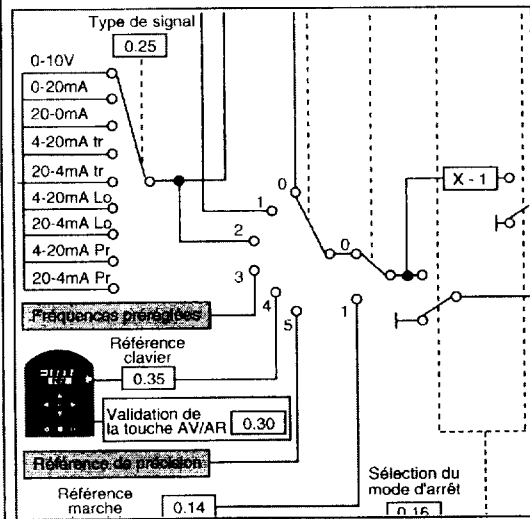 Type de signal
0.25
0-10V
0-20mA
20-0mA
4-20mA tr
20-4mA tr
4-20mA Lo
20-4mA Lo
4-20mA Pr
20-4mA Pr
0
1
2
3
4
5
0
1
X - 1
Fréquences préréglées
Référence
clavier
0.35
Validation de
la touche AV/AR
0.30
Référence de précision
Référence
marche
0.14
Sélection du
mode d'arrêt
0.16